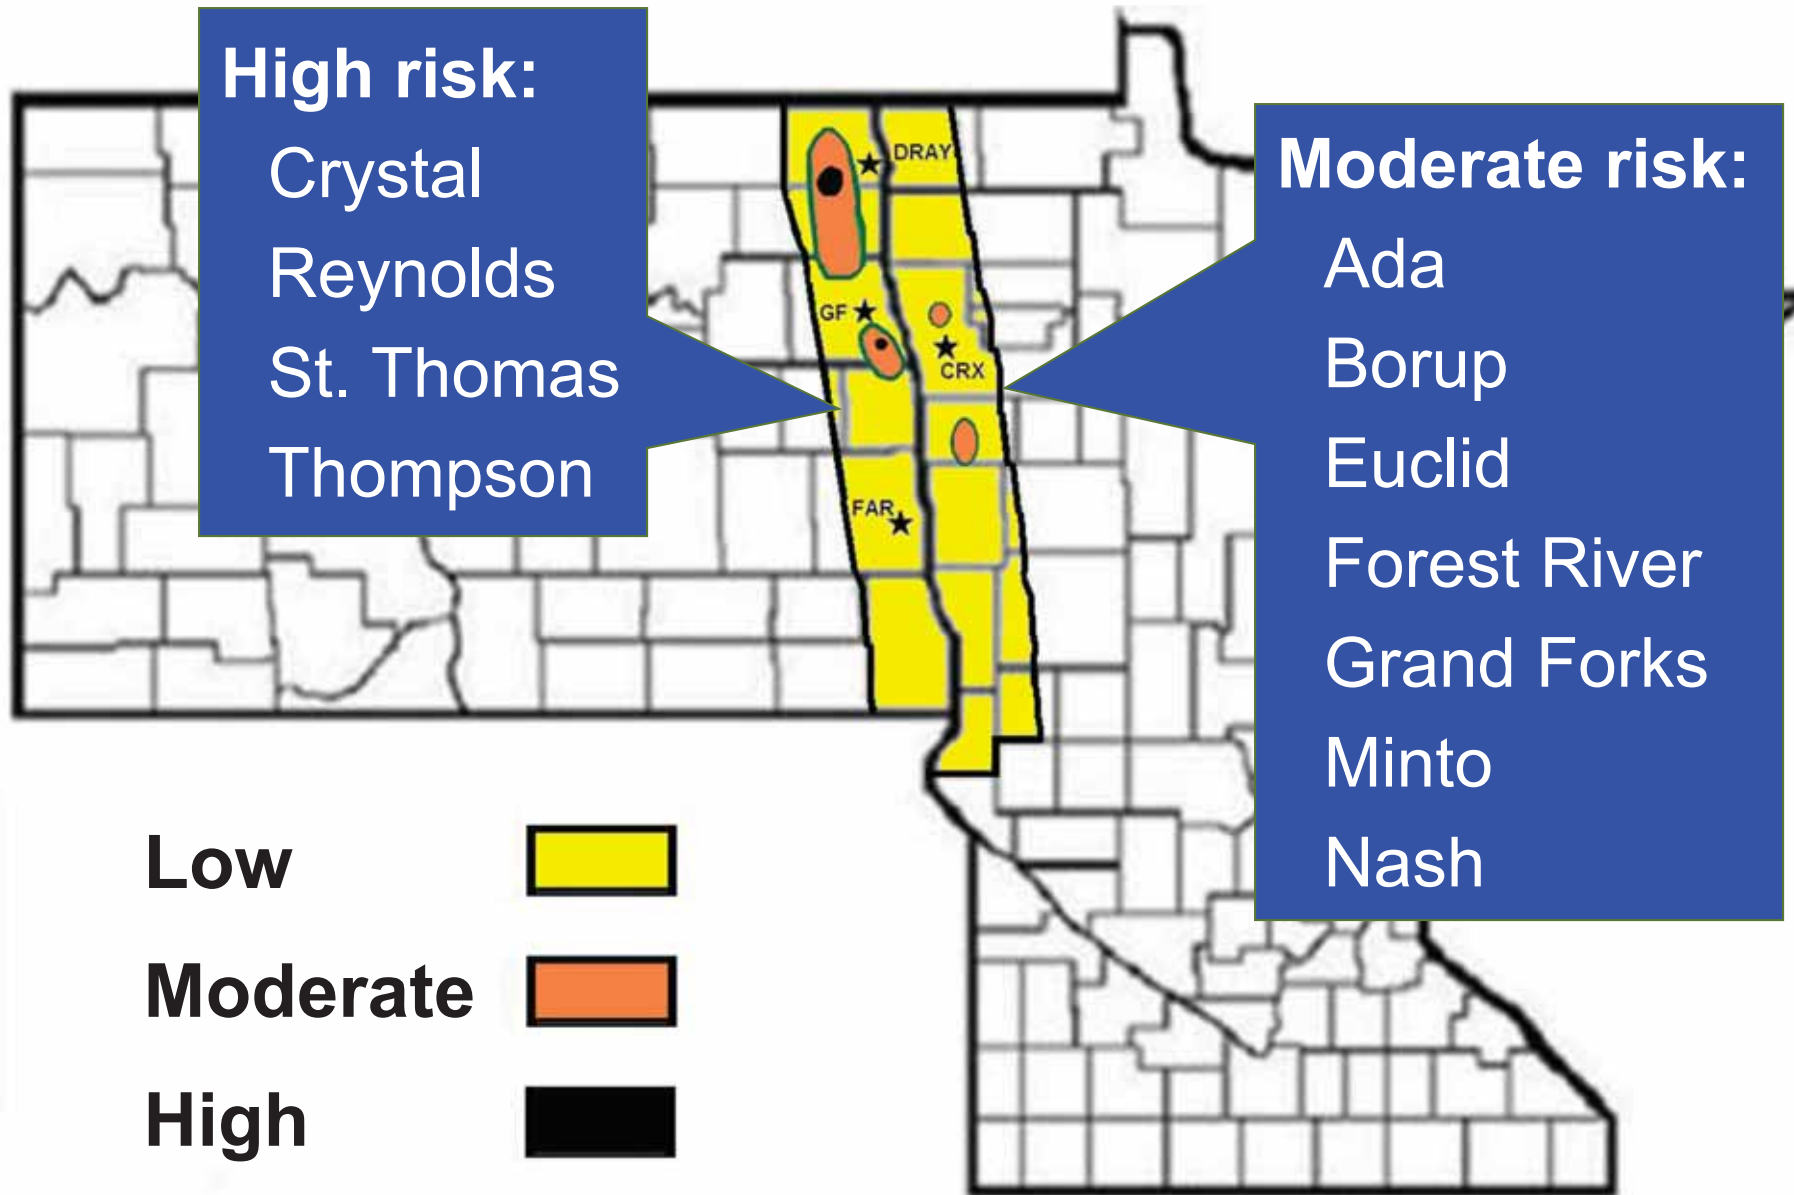 High risk:
Crystal
Reynolds
St. Thomas
Thompson
DRAY
GF
CRX
FAR
Moderate risk:
Ada
Borup
Euclid
Forest River
Grand Forks
Minto
Nash
Low
Moderate
High